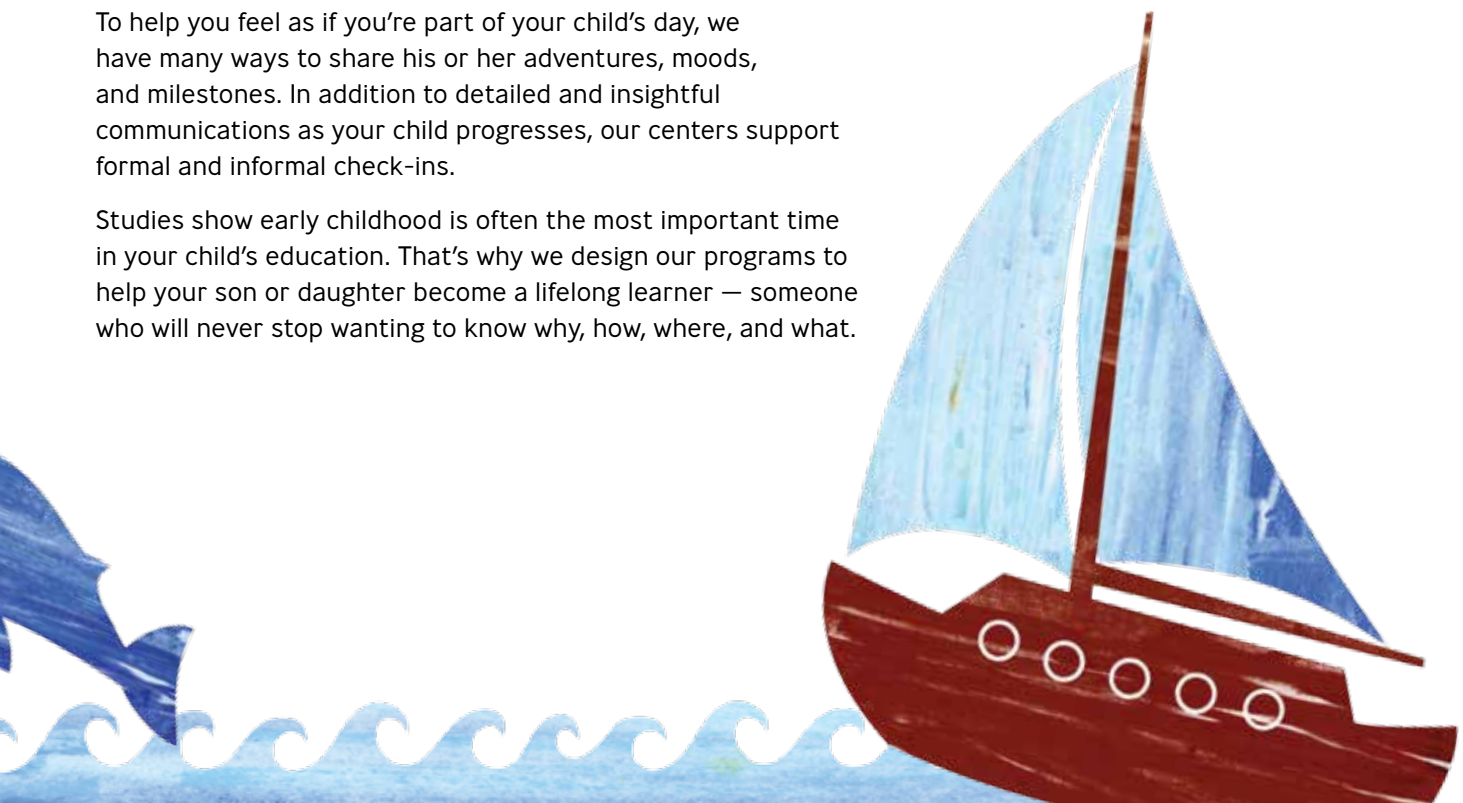 To help you feel as if you’re part of your child’s day, we
have many ways to share his or her adventures, moods,
and milestones. In addition to detailed and insightful
communications as your child progresses, our centers support
formal and informal check-ins.
Studies show early childhood is often the most important time
in your child’s education. That’s why we design our programs to
help your son or daughter become a lifelong learner — someone
who will never stop wanting to know why, how, where, and what.